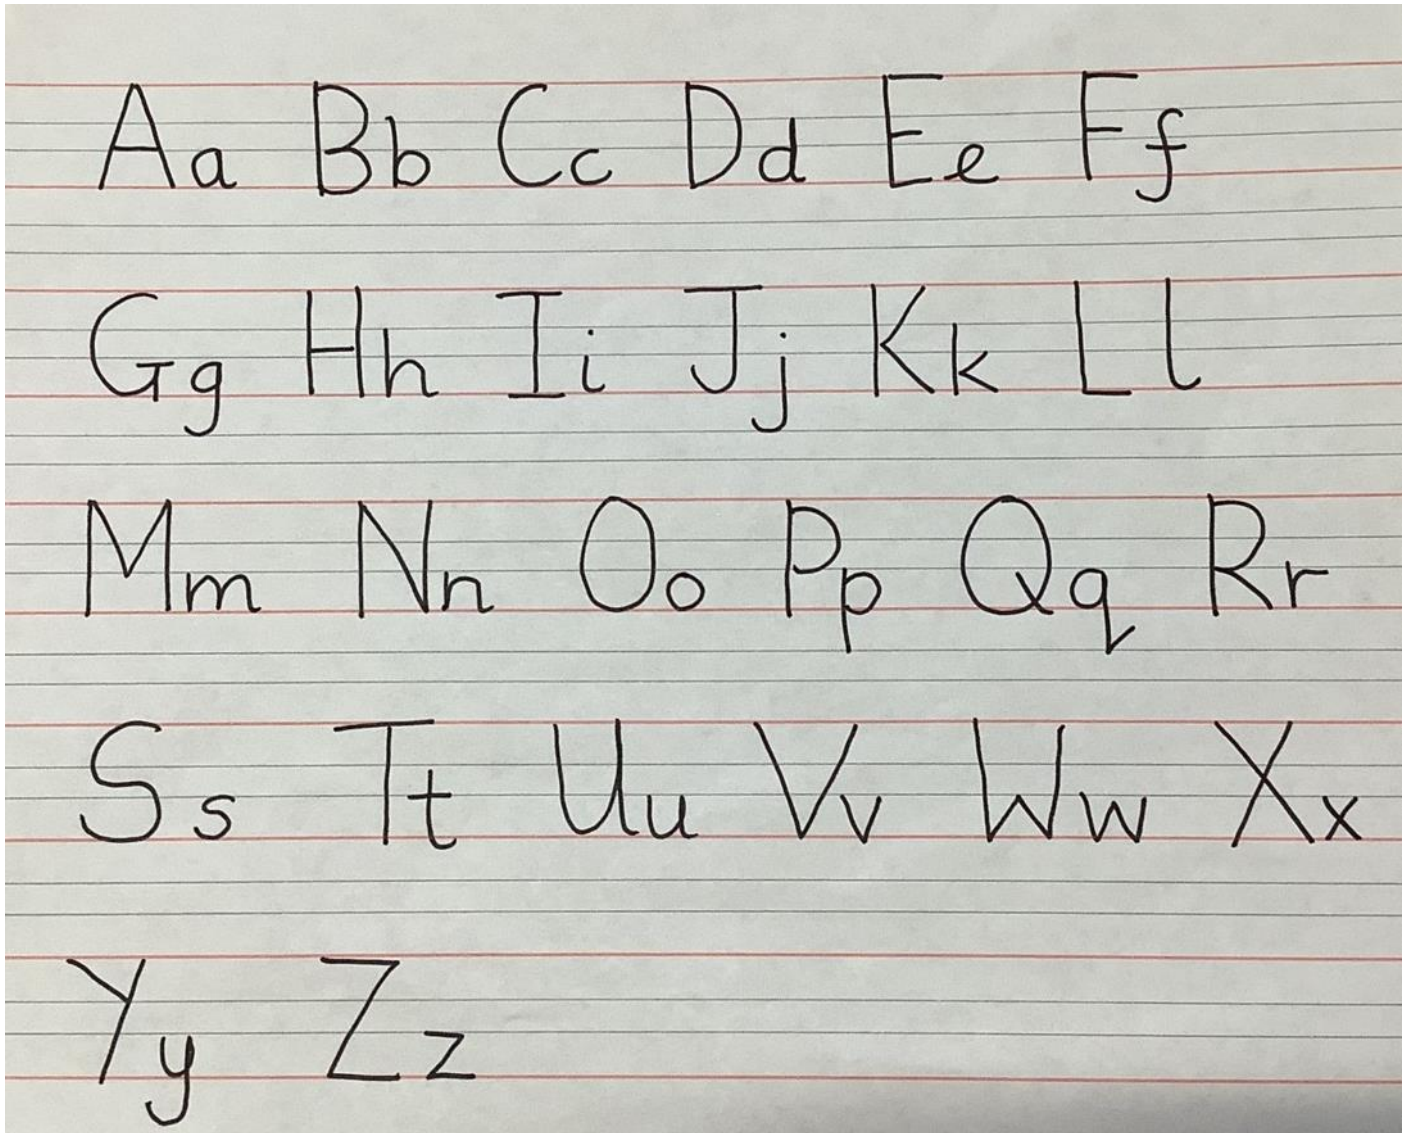 Aa Bb Cc Dd Ee Ff
Gg Hh Ii Jj Kk Ll
Mm Nn Oo Pp Qq Rr
Ss Tt Uu Vv Ww Xx
Yy Zz